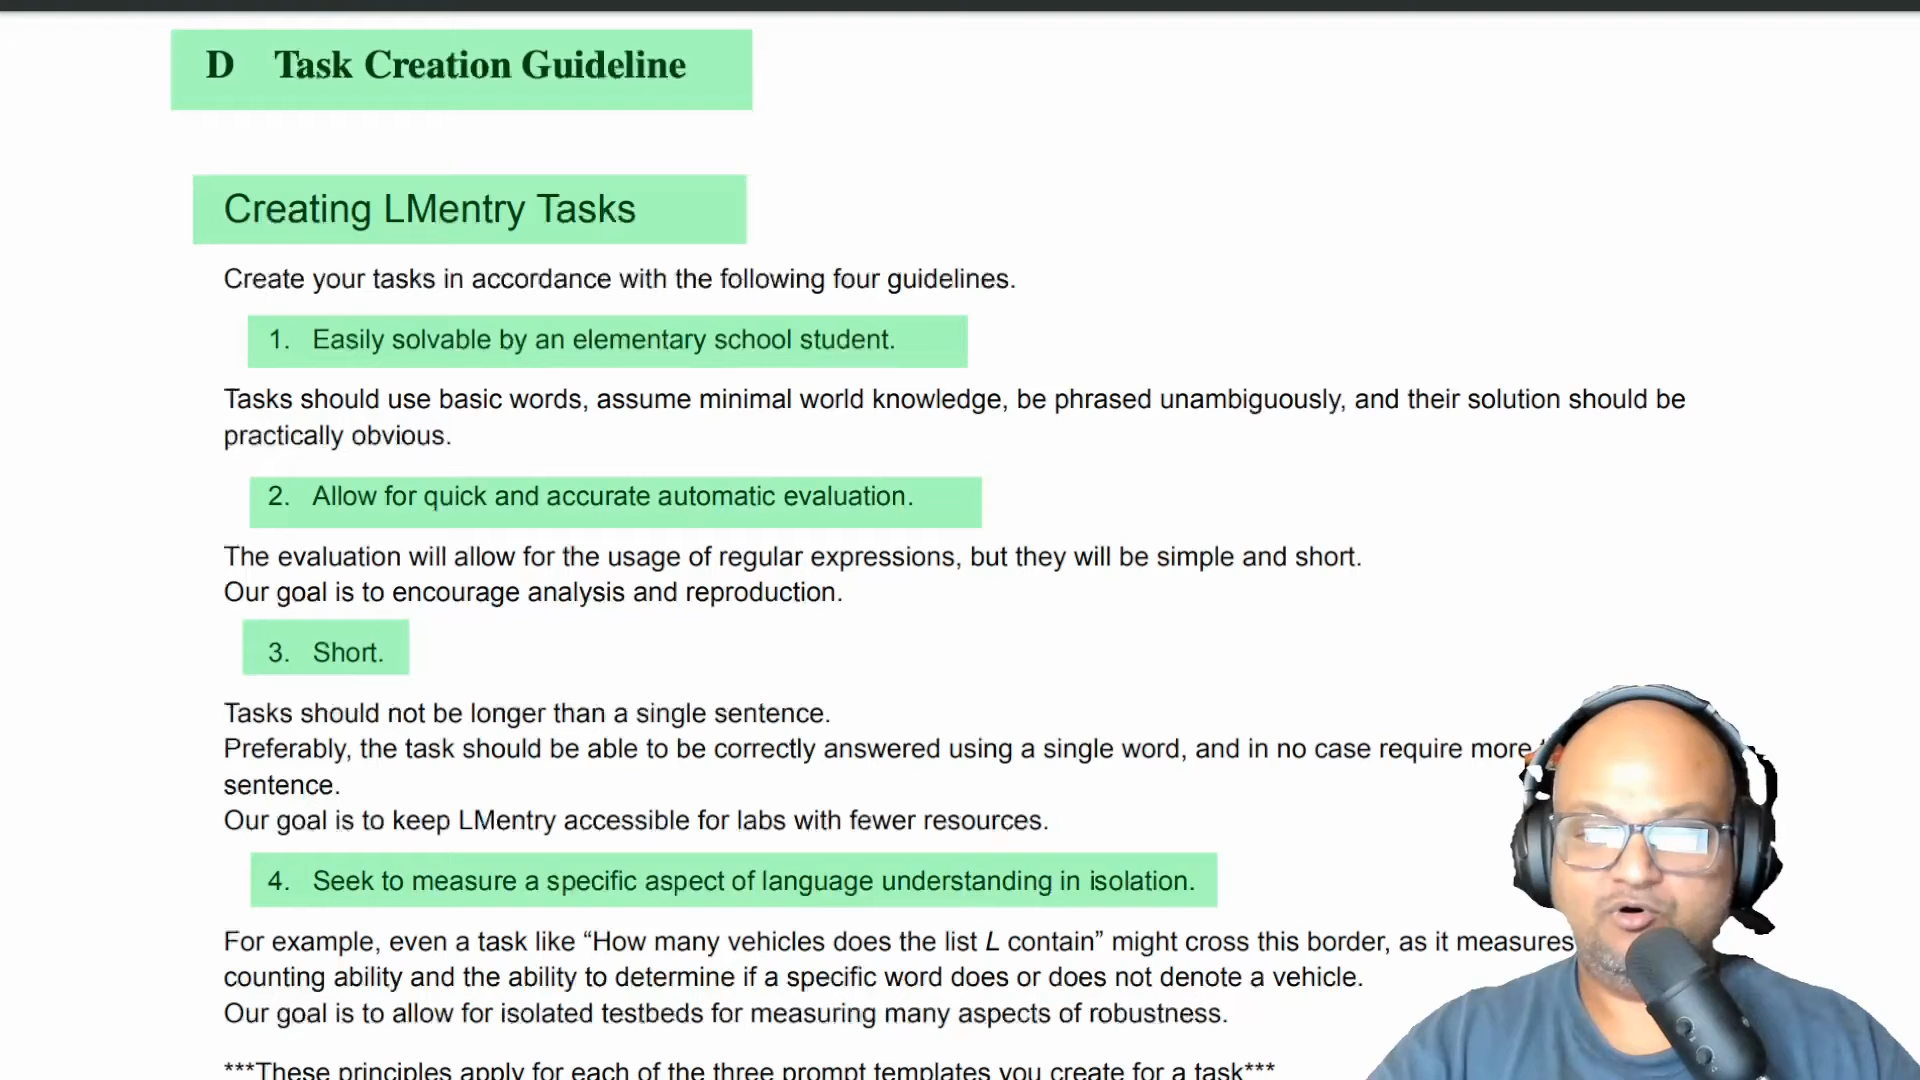 D Task Creation Guideline
Creating LMentry Tasks
Create your tasks in accordance with the following four guidelines.
1. Easily solvable by an elementary school student.
Tasks should use basic words, assume minimal world knowledge, be phrased unambiguously, and their solution should be
practically obvious.
2. Allow for quick and accurate automatic evaluation.
The evaluation will allow for the usage of regular expressions, but they will be simple and short.
Our goal is to encourage analysis and reproduction.
3. Short.
Tasks should not be longer than a single sentence.
Preferably, the task should be able to be correctly answered using a single word, and in no case require more
sentence.
Our goal is to keep LMentry accessible for labs with fewer resources.
4. Seek to measure a specific aspect of language understanding in isolation.
For example, even a task like “How many vehicles does the list L contain” might cross this border, as it measures
counting ability and the ability to determine if a specific word does or does not denote a vehicle.
Our goal is to allow for isolated testbeds for measuring many aspects of robustness.
***These principles apply for each of the three prompt templates you create for a task***